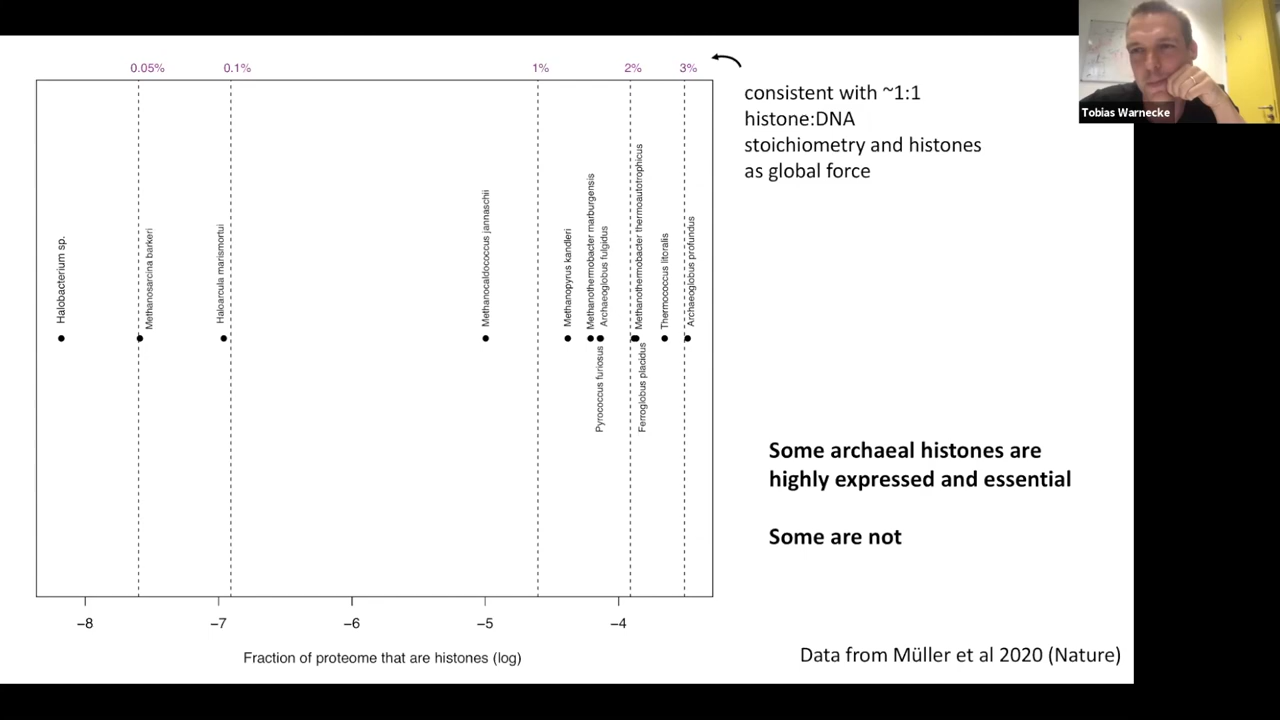 0.05%
0.1%
1%
2%
3%
consistent with ~1:1
histone:DNA
stoichiometry and histones
as global force
Tobias Warnecke
Halobacterium sp.
Methanosarcina barkeri
Haloarcula marismortui
Methanocaldococcus jannaschii
Methanopyrus kandleri
Methanothermobacter marburgensis
Archaeoglobus fulgidus
Methanothermobacter thermoautotrophicus
Thermococcus litoralis
Archaeoglobus profundus
Pyrococcus furiosus
Ferroglobus placidus
Some archaeal histones are
highly expressed and essential
Some are not
−8
−7
−6
−5
−4
Fraction of proteome that are histones (log)
Data from Müller et al 2020 (Nature)